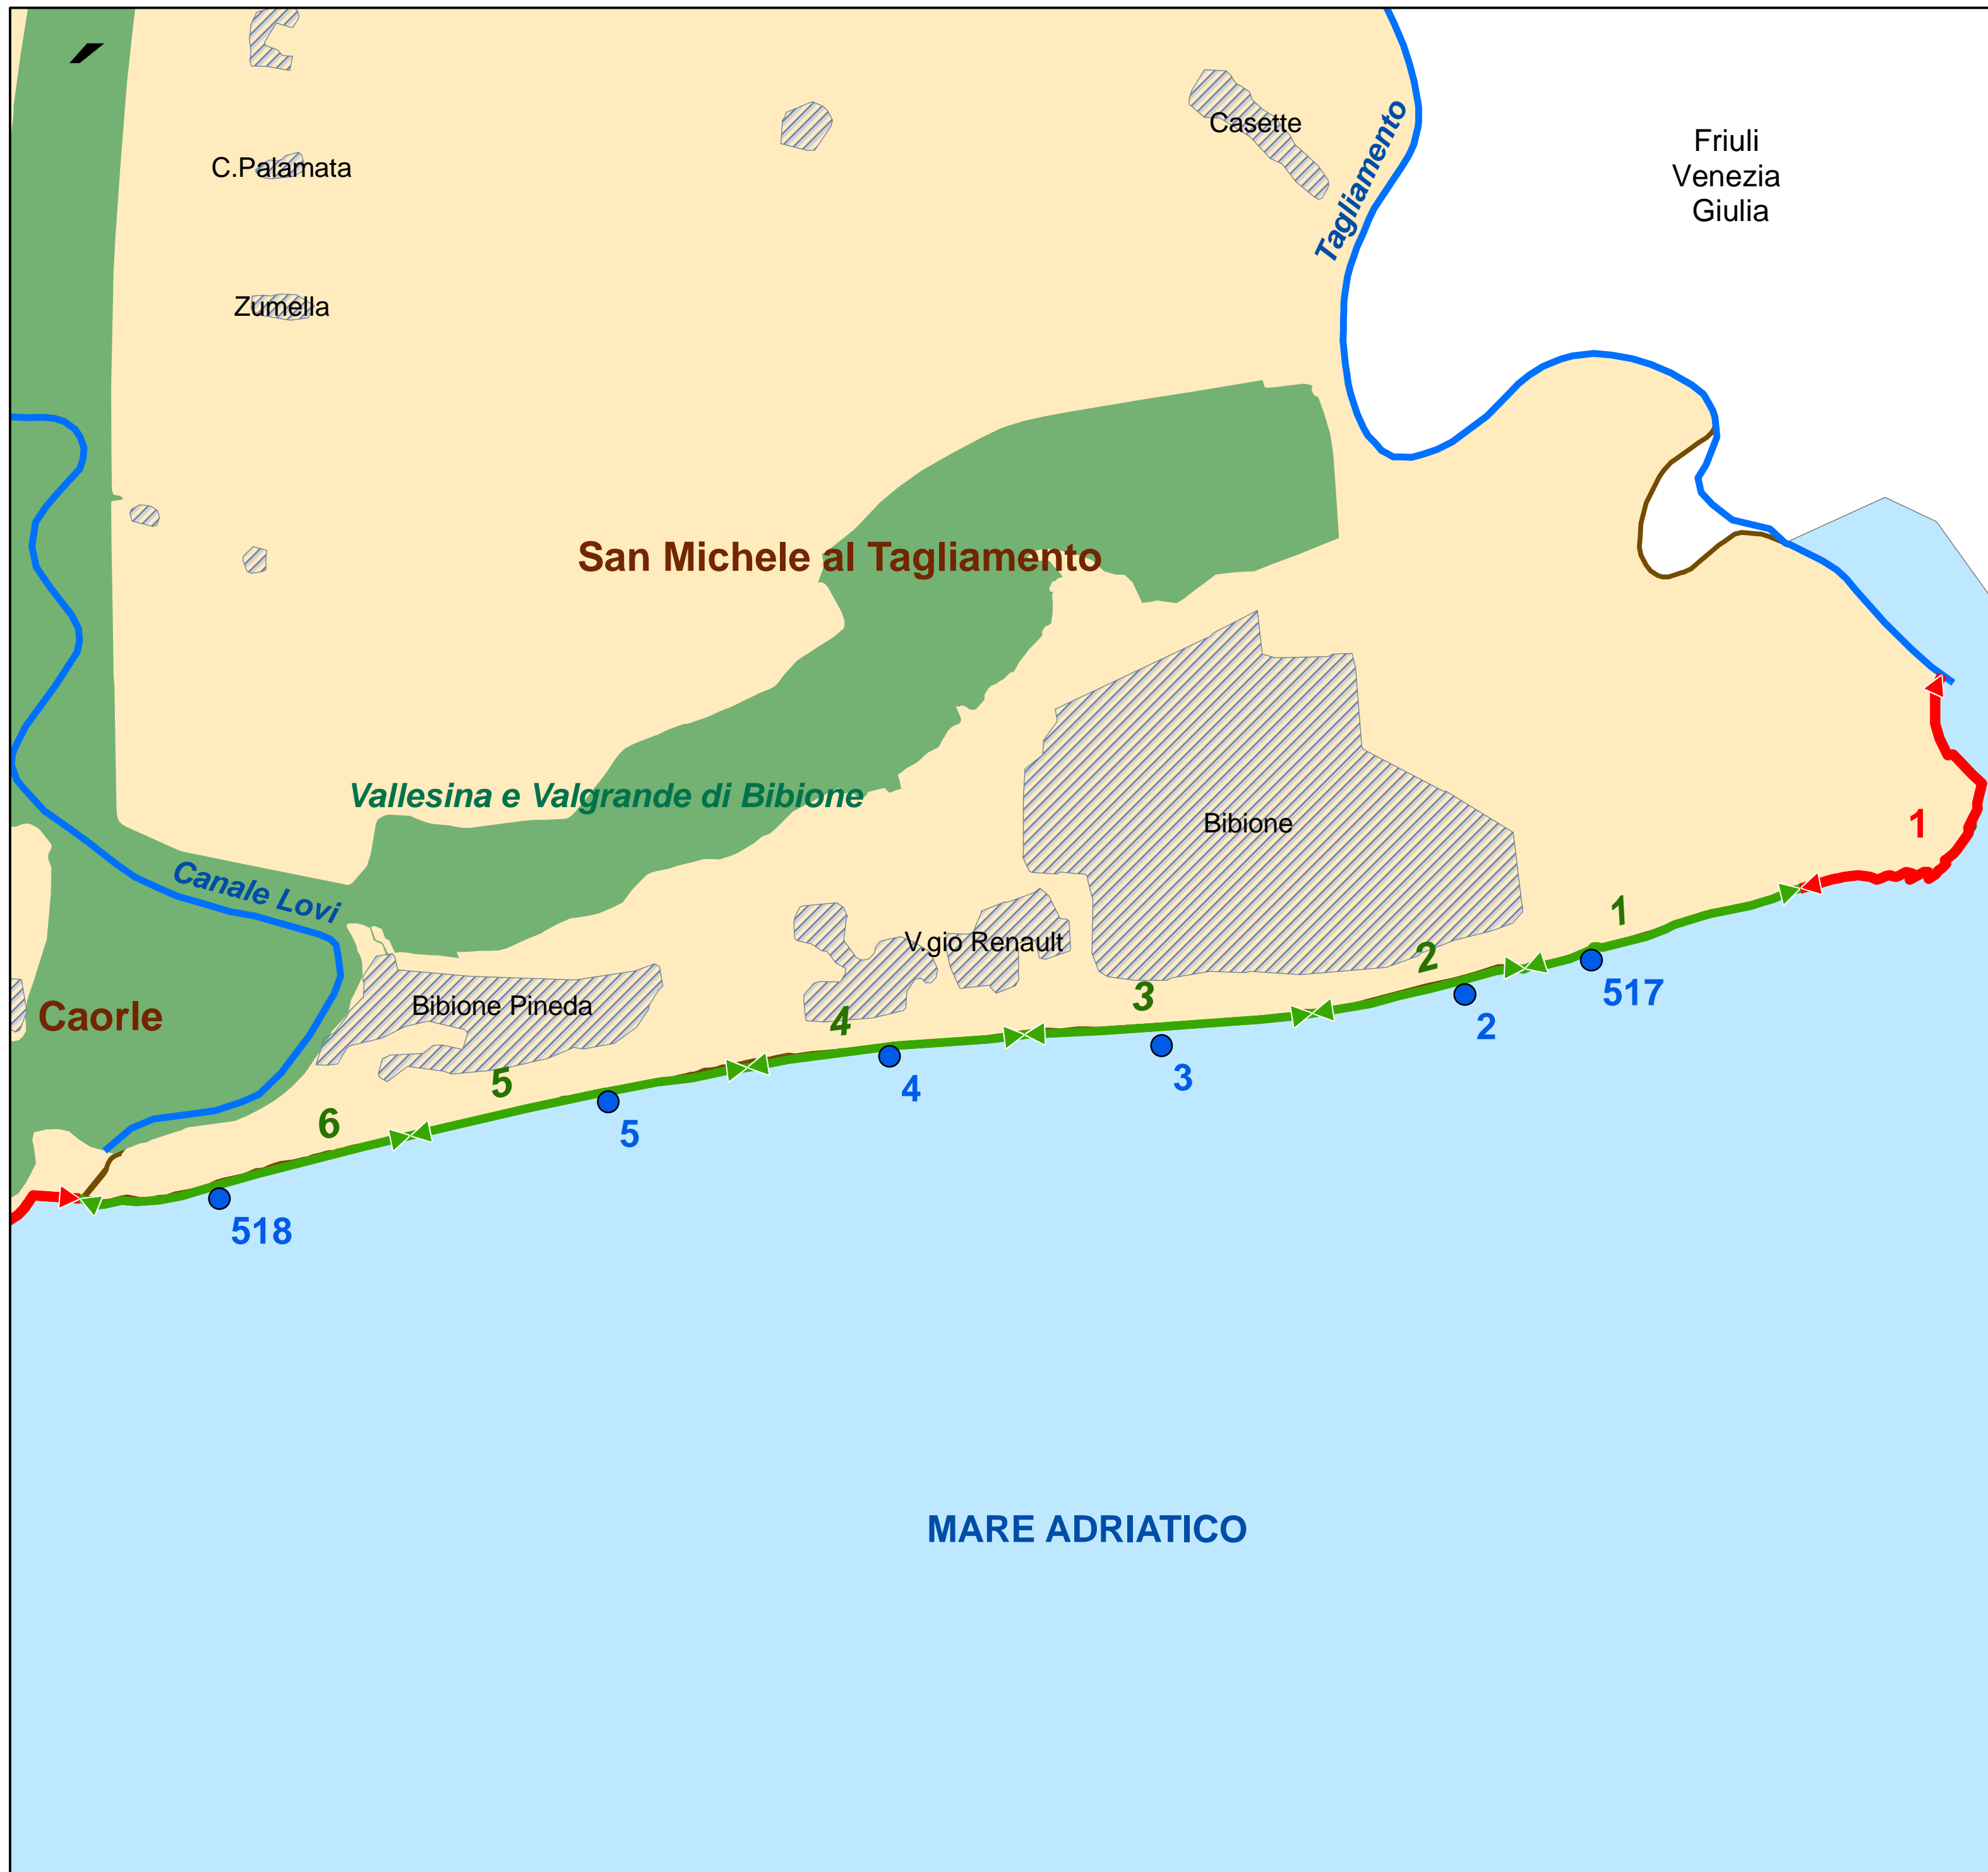 Casette
Friuli
Venezia
Giulia
C.Palamata
Tagliamento
Zumella
San Michele al Tagliamento
Vallesina e Valgrande di Bibione
Bibione
1
Canale Lovi
1
V.gio Renault
2
517
Bibione Pineda
3
2
Caorle
4
3
5
4
6
5
518
MARE ADRIATICO